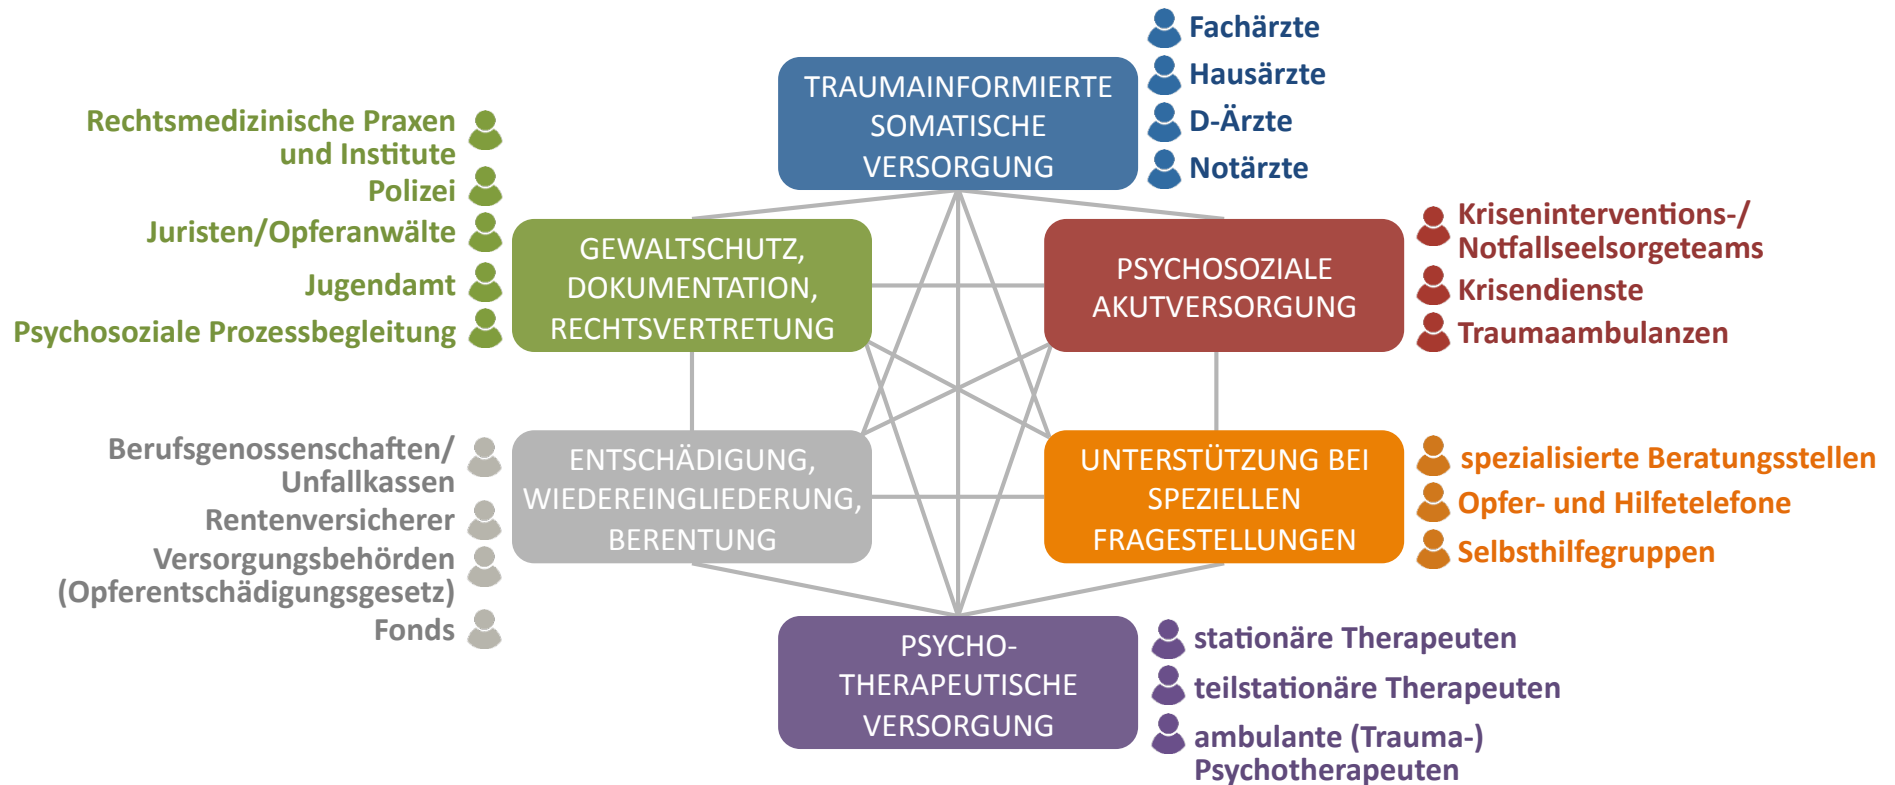 Fachärzte
Hausärzte
D-Ärzte
Notärzte
TRAUMAINFORMIERTE
SOMATISCHE
VERSORGUNG
Rechtsmedizinische Praxen
und Institute
Polizei
Juristen/Opferanwälte
Jugendamt
Psychosoziale Prozessbegleitung
GEWALTSCHUTZ,
DOKUMENTATION,
RECHTSVERTRETUNG
PSYCHOSOZIALE
AKUTVERSORGUNG
Kriseninterventions-/
Notfallseelsorgeteams
Krisendienste
Traumaambulanzen
Berufsgenossenschaften/
Unfallkassen
Rentenversicherer
Versorgungsbehörden
(Opferentschädigungsgesetz)
Fonds
ENTSCHÄDIGUNG,
WIEDEREINGLIEDERUNG,
BERENTUNG
UNTERSTÜTZUNG BEI
SPEZIELLEN
FRAGESTELLUNGEN
spezialisierte Beratungsstellen
Opfer- und Hilfetelefone
Selbsthilfegruppen
PSYCHO-
THERAPEUTISCHE
VERSORGUNG
stationäre Therapeuten
teilstationäre Therapeuten
ambulante (Trauma-)
Psychotherapeuten